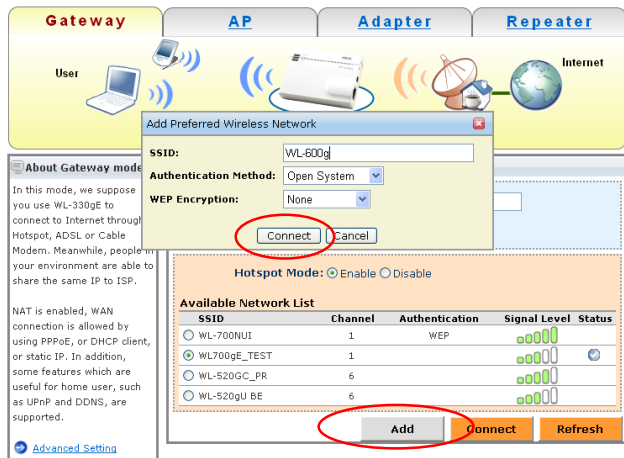 Gateway
AP
Adapter
Repeater
User
Internet
Add Preferred Wireless Network
SSID:
WL-600g
Authentication Method:
Open System
WEP Encryption:
None
Connect
Cancel
About Gateway mode
In this mode, we suppose
you use WL-330gE to
connect to Internet through
Hotspot, ADSL or Cable
Modem. Meanwhile, people in
your environment are able to
share the same IP to ISP.
NAT is enabled, WAN
connection is allowed by
using PPPoE, or DHCP client,
or static IP. In addition,
some features which are
useful for home user, such
as UPnP and DDNS, are
supported.
Advanced Setting
Hotspot Mode: Enable Disable
Available Network List
SSID Channel Authentication Signal Level Status
WL-700NUI 1 WEP
WL700gE_TEST 1
WL-520GC_PR 6
WL-520gU BE 6
Add
Connect
Refresh